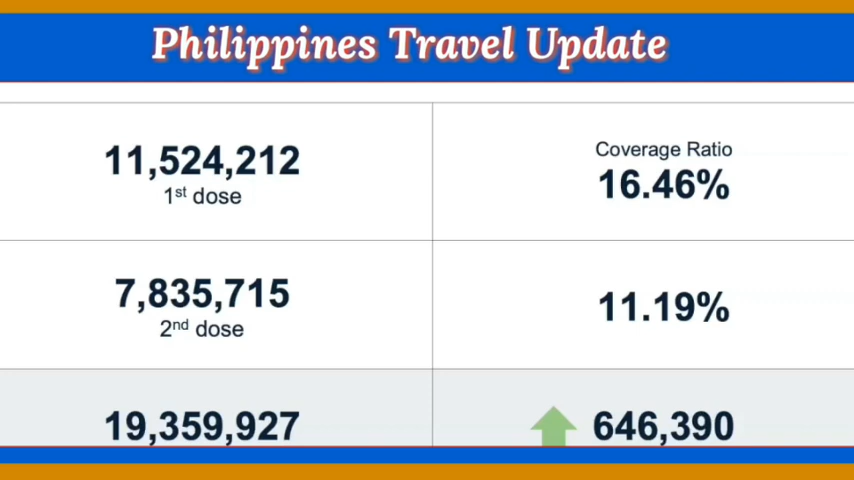 Philippines Travel Update
11,524,212
1st dose
Coverage Ratio
16.46%
7,835,715
2nd dose
11.19%
19,359,927
646,390